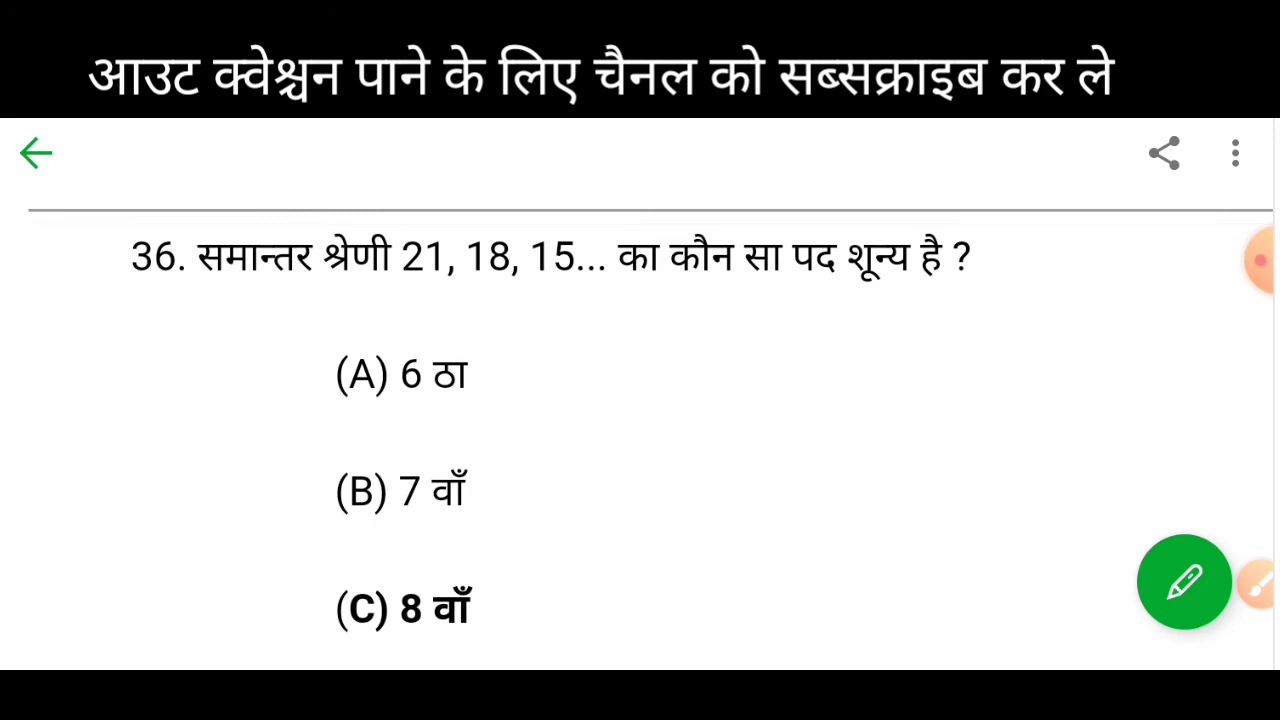 आउट क्वेश्चन पाने के लिए चैनल को सब्सक्राइब कर ले
36. समान्तर श्रेणी 21, 18, 15... का कौन सा पद शून्य है ?
(A) 6 ठा
(B) 7 वाँ
(C) 8 वाँ